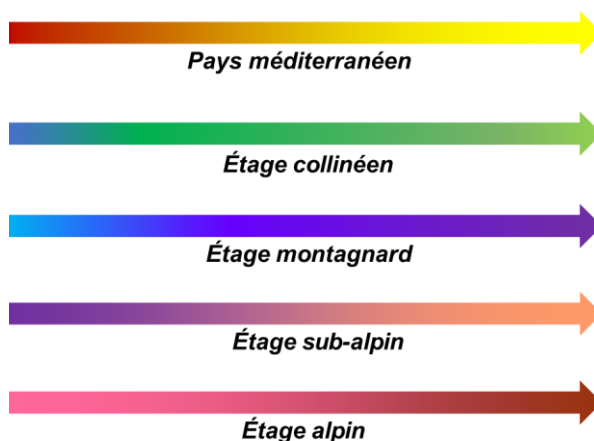 Pays méditerranéen
Étage collinéen
Étage montagnard
Étage sub-alpin
Étage alpin